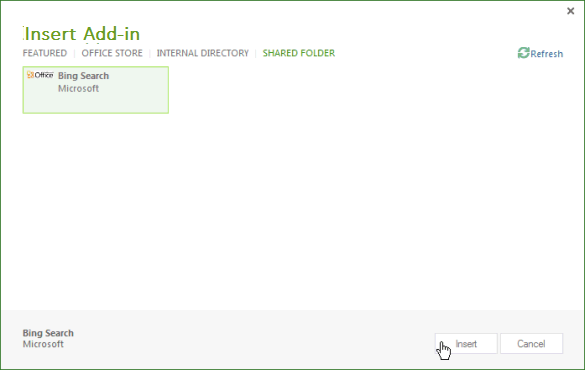 Insert Add-in
FEATURED | OFFICE STORE | INTERNAL DIRECTORY | SHARED FOLDER
Refresh
Office Bing Search
Microsoft
Bing Search
Microsoft
Insert Cancel